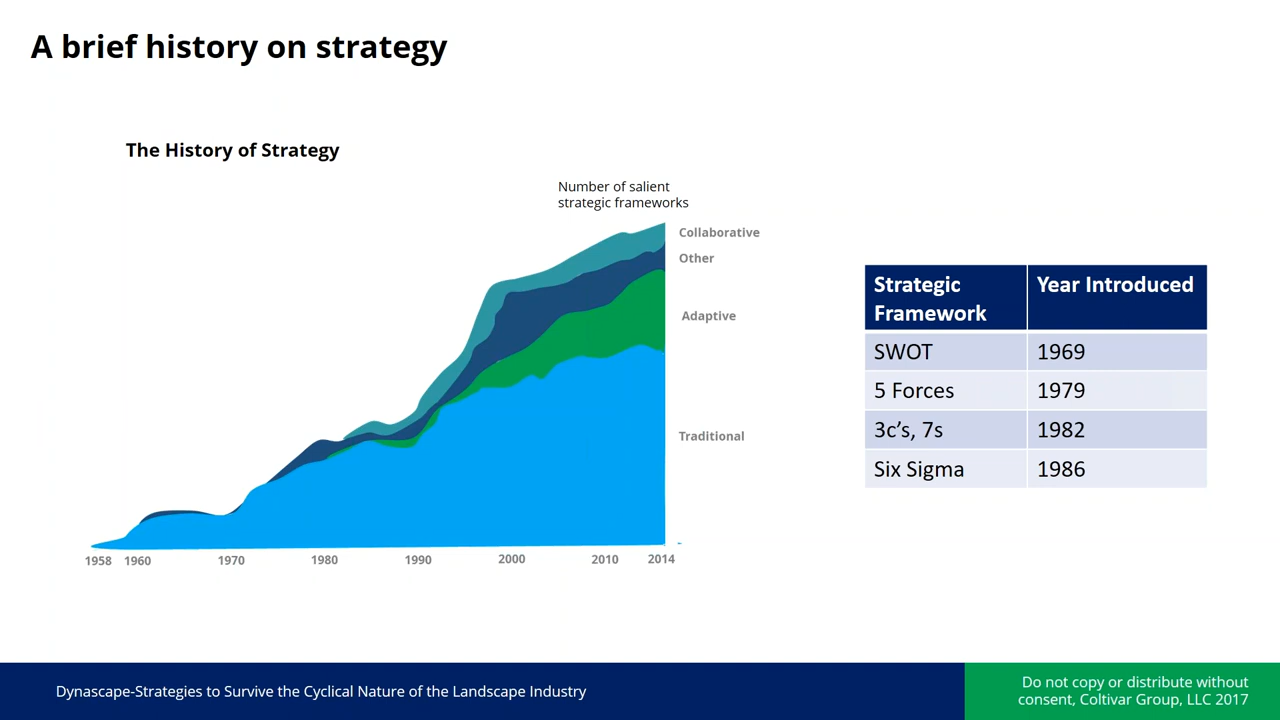 A brief history on strategy
The History of Strategy
Number of salient
strategic frameworks
Collaborative
Other
Adaptive
Traditional
1958 1960 1970 1980 1990 2000 2010 2014
Strategic Framework Year Introduced
SWOT 1969
5 Forces 1979
3c’s, 7s 1982
Six Sigma 1986
Dynascape-Strategies to Survive the Cyclical Nature of the Landscape Industry
Do not copy or distribute without
consent, Coltivar Group, LLC 2017